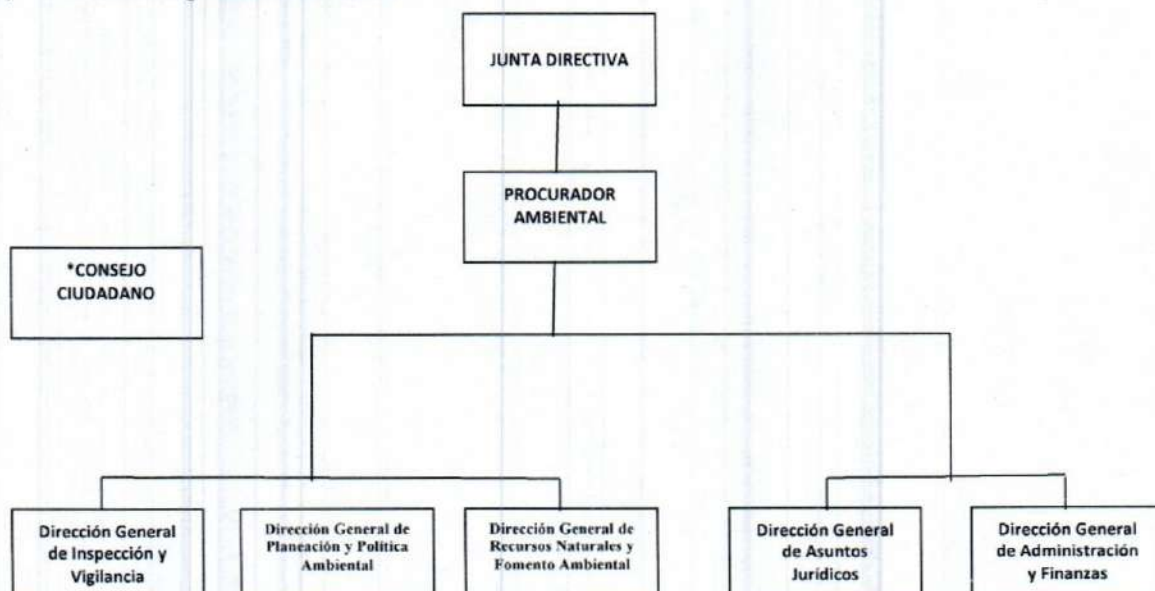 JUNTA DIRECTIVA
PROCURADOR
AMBIENTAL
*CONSEJO
CIUDADANO
Dirección General
de Inspección y
Vigilancia
Dirección General de
Planeación y Política
Ambiental
Dirección General de
Recursos Naturales y
Fomento Ambiental
Dirección General
de Asuntos
Jurídicos
Dirección General
de Administración
y Finanzas